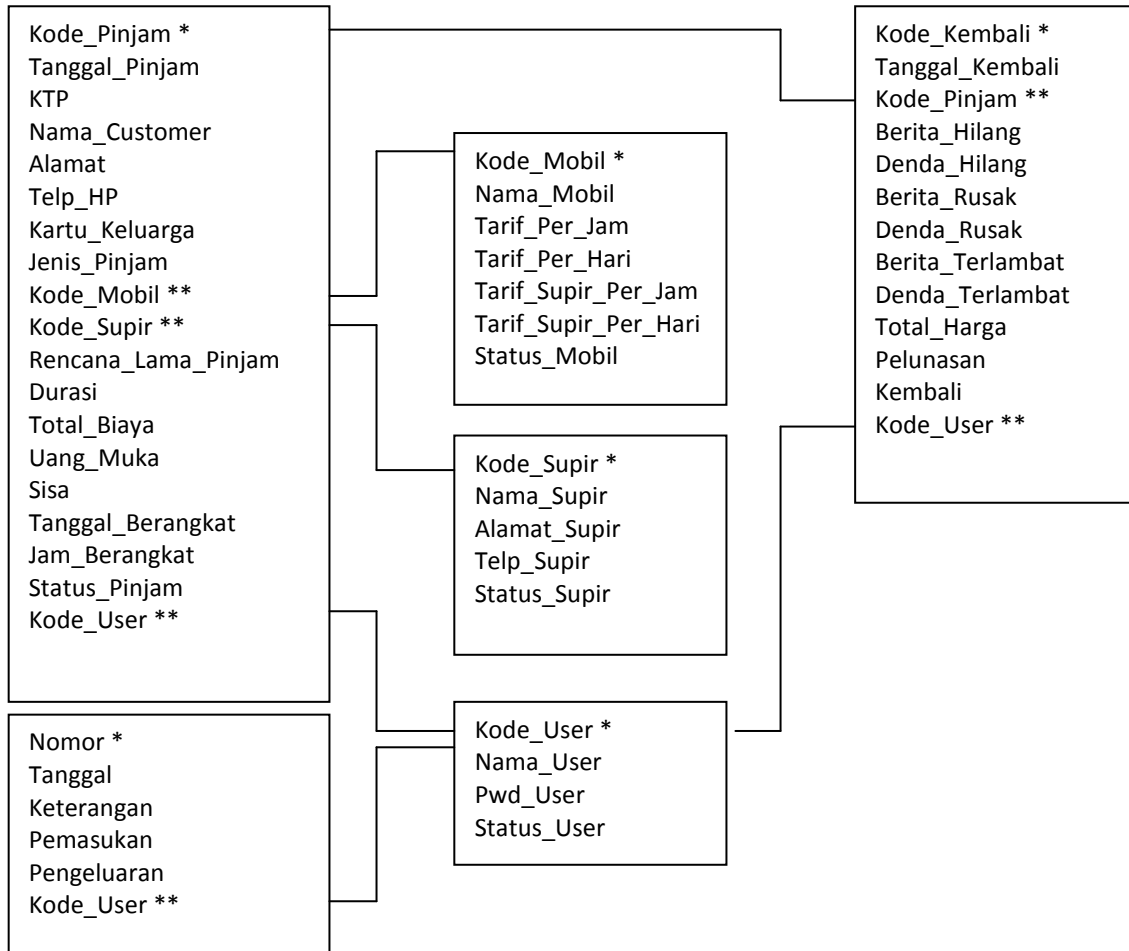 Kode_Pinjam *
Tanggal_Pinjam
KTP
Nama_Customer
Alamat
Telp_HP
Kartu_Keluarga
Jenis_Pinjam
Kode_Mobil **
Kode_Supir **
Rencana_Lama_Pinjam
Durasi
Total_Biaya
Uang_Muka
Sisa
Tanggal_Berangkat
Jam_Berangkat
Status_Pinjam
Kode_User **
Nomor *
Tanggal
Keterangan
Pemasukan
Pengeluaran
Kode_User **
Kode_Mobil *
Nama_Mobil
Tarif_Per_Jam
Tarif_Per_Hari
Tarif_Supir_Per_Jam
Tarif_Supir_Per_Hari
Status_Mobil
Kode_Supir *
Nama_Supir
Alamat_Supir
Telp_Supir
Status_Supir
Kode_User *
Nama_User
Pwd_User
Status_User
Kode_Kembali *
Tanggal_Kembali
Kode_Pinjam **
Berita_Hilang
Denda_Hilang
Berita_Rusak
Denda_Rusak
Berita_Terlambat
Denda_Terlambat
Total_Harga
Pelunasan
Kembali
Kode_User **